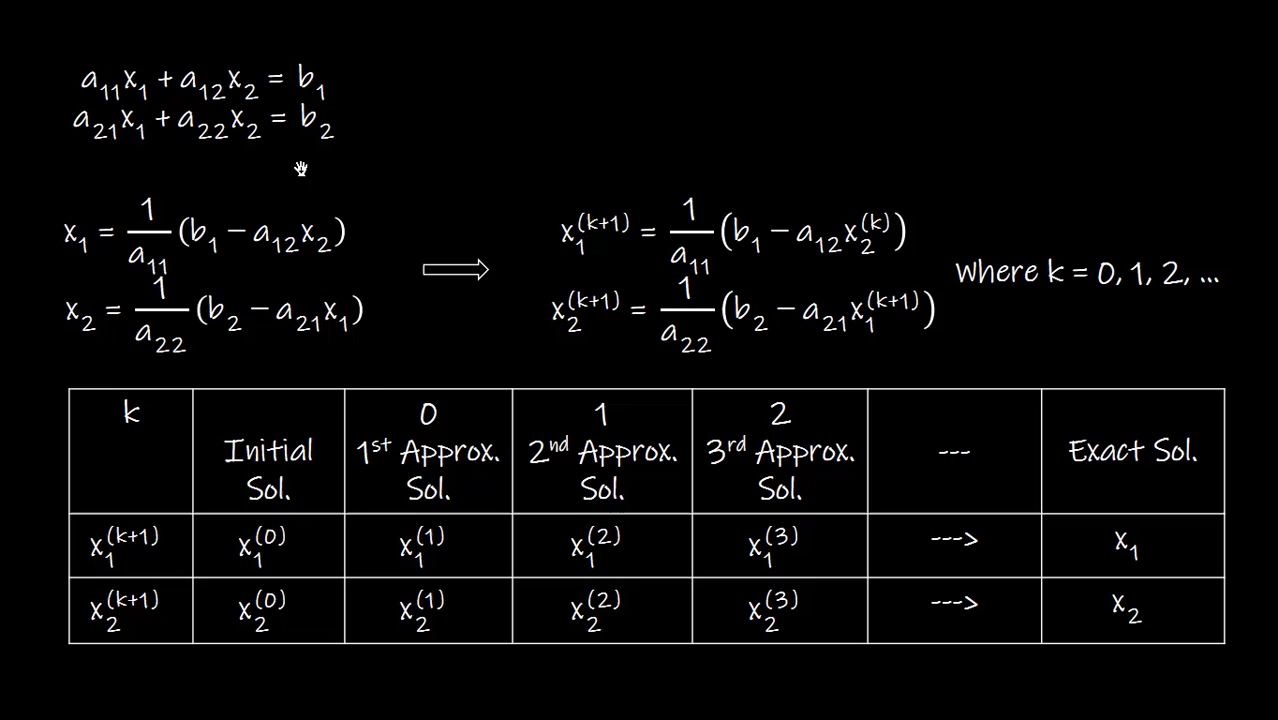 a₁₁x₁ + a₁₂x₂ = b₁
a₂₁x₁ + a₂₂x₂ = b₂
x₁ = 1/a₁₁ (b₁ − a₁₂x₂)
x₁^(k+1) = 1/a₁₁ (b₁ − a₁₂x₂^(k))
where k = 0, 1, 2, ...
x₂ = 1/a₂₂ (b₂ − a₂₁x₁)
x₂^(k+1) = 1/a₂₂ (b₂ − a₂₁x₁^(k+1))
k 0 1 2
Initial 1st Approx. 2nd Approx. 3rd Approx. --- Exact Sol.
Sol. Sol. Sol. Sol.
x₁^(k+1) x₁^(0) x₁^(1) x₁^(2) x₁^(3) ---> x₁
x₂^(k+1) x₂^(0) x₂^(1) x₂^(2) x₂^(3) ---> x₂